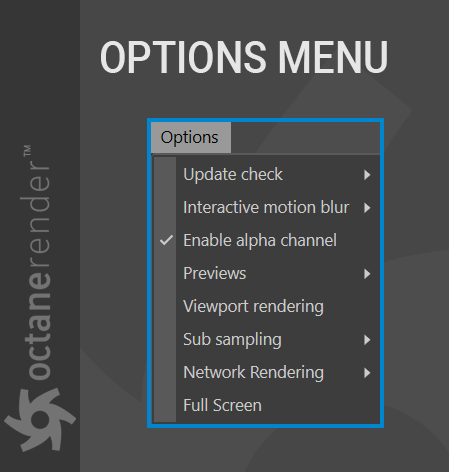 OPTIONS MENU
Options
Update check
Interactive motion blur
Enable alpha channel
Previews
Viewport rendering
Sub sampling
Network Rendering
Full Screen
octanerender™